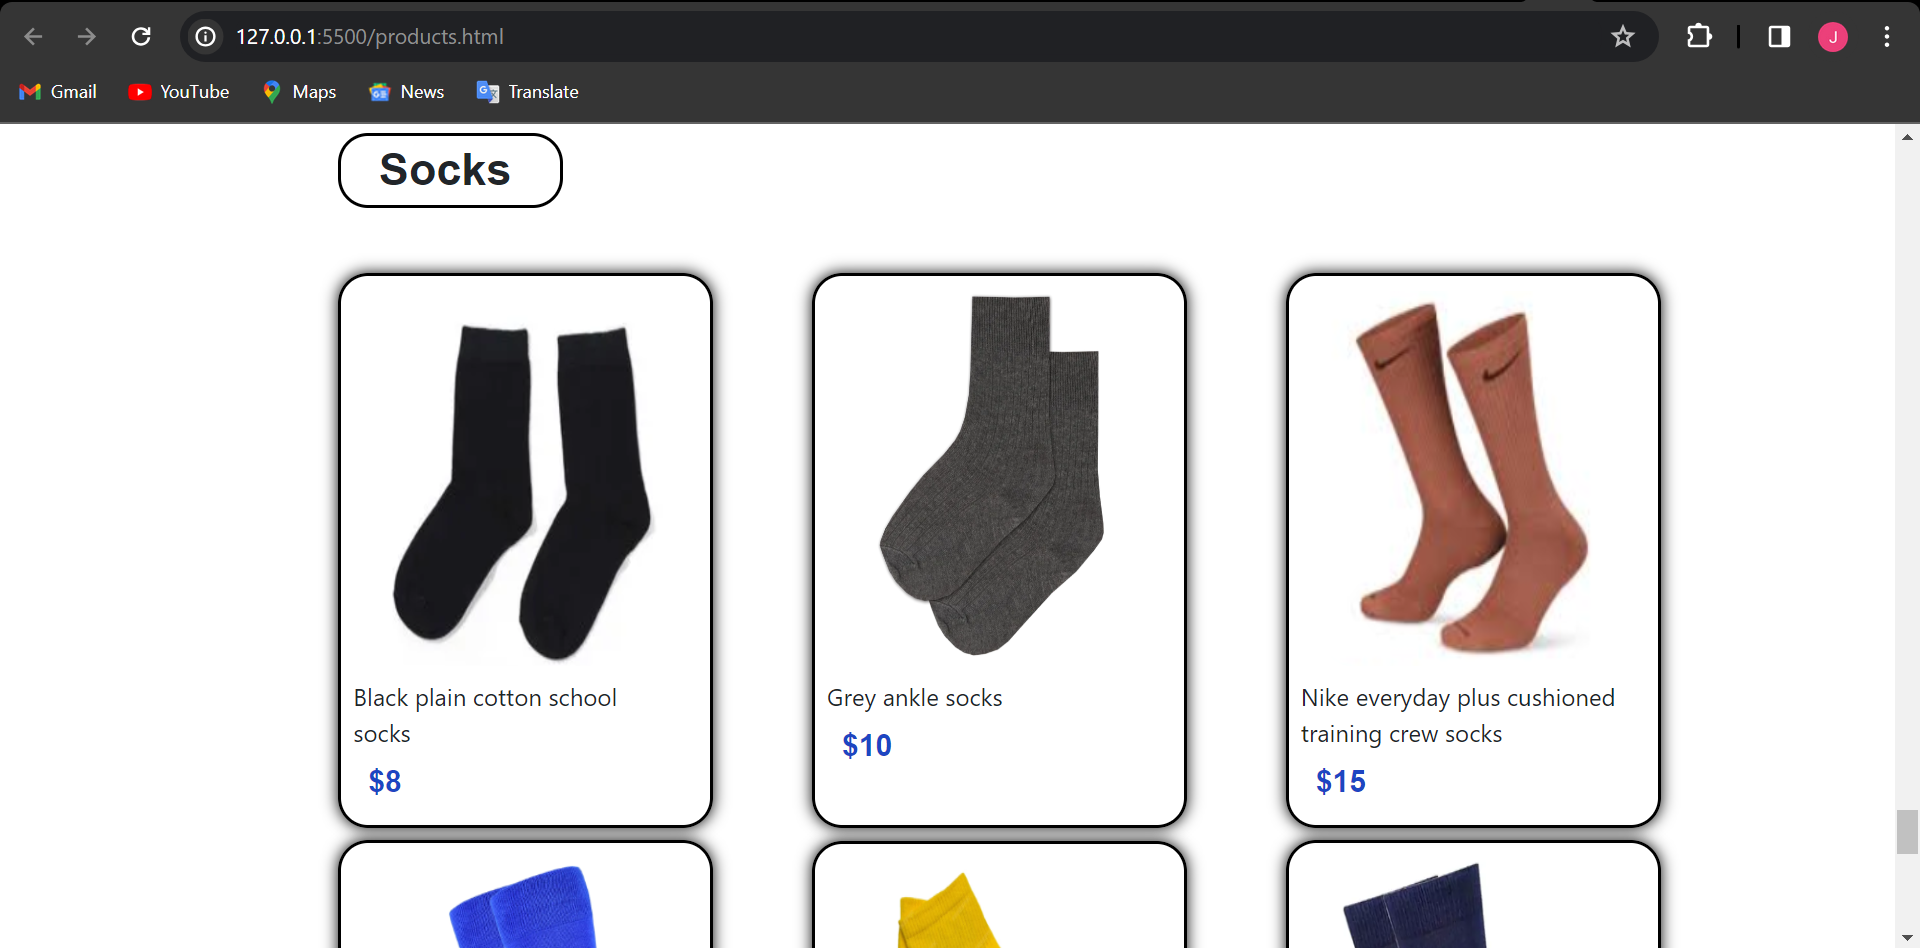 127.0.0.1:5500/products.html
J
Gmail
YouTube
Maps
News
Translate
Socks
Black plain cotton school
socks
$8
Grey ankle socks
$10
Nike everyday plus cushioned
training crew socks
$15